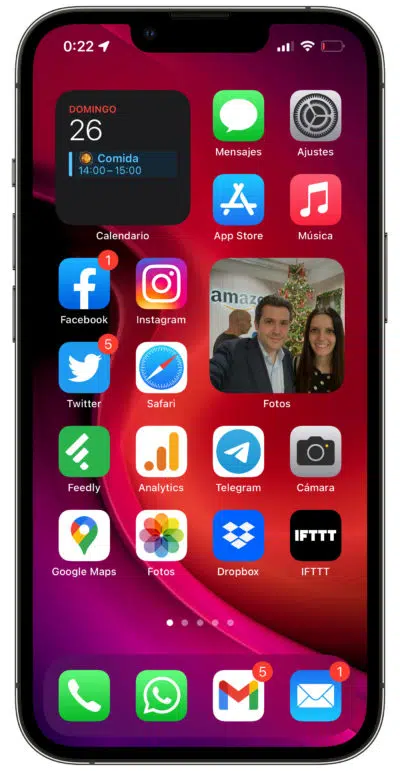 0:22
DOMINGO
26
Comida
14:00–15:00
Calendario
Mensajes
Ajustes
App Store
Música
1
Facebook
Instagram
amazo
Fotos
5
Twitter
Safari
Feedly
Analytics
Telegram
Cámara
IFTTT
Google Maps
Fotos
Dropbox
IFTTT
5
1